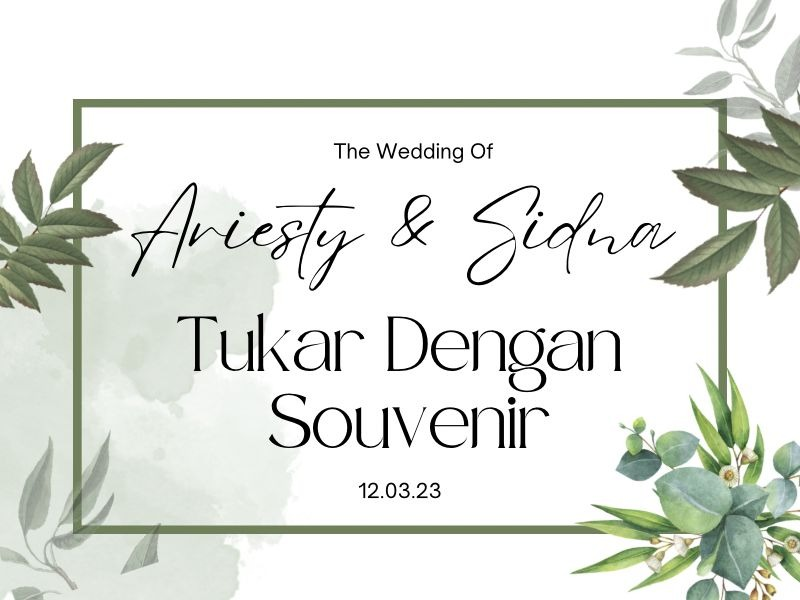 The Wedding Of
Ariesty & Sidna
Tukar Dengan
Souvenir
12.03.23